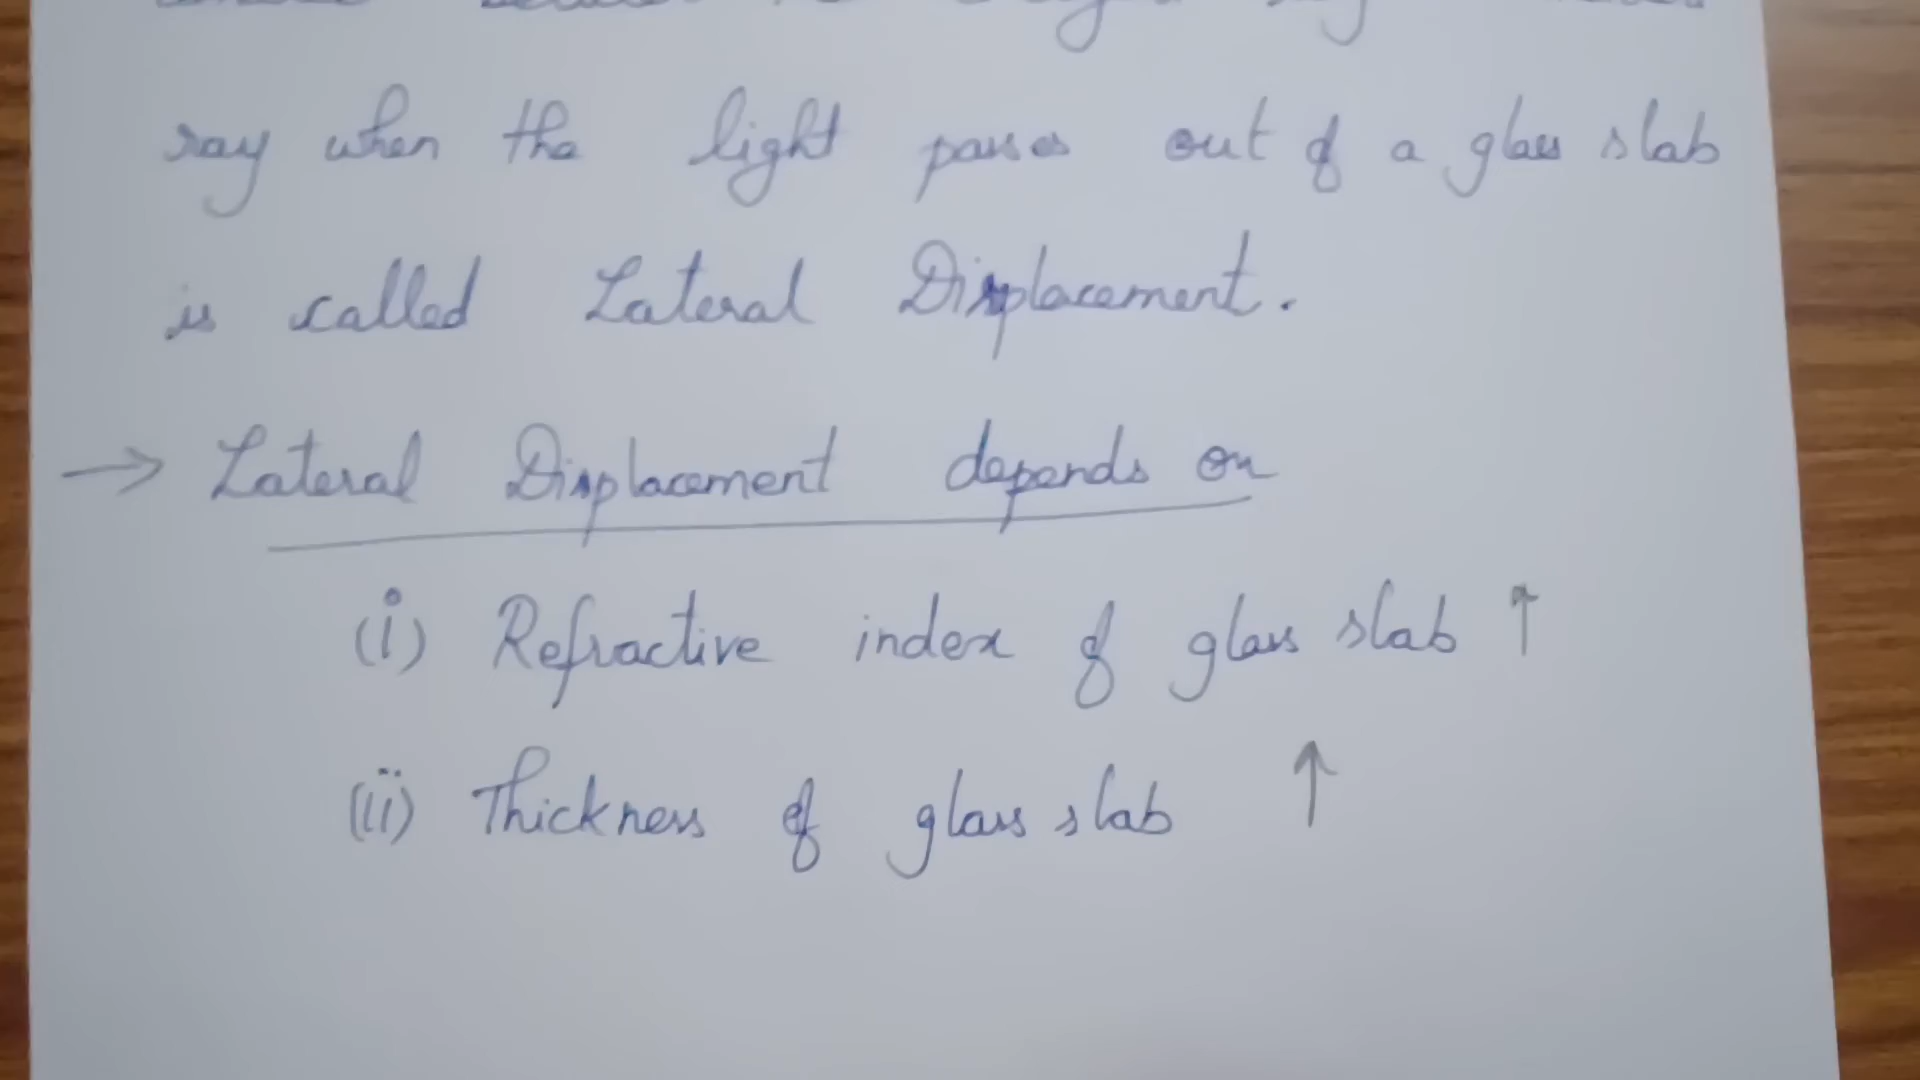 ray when the light passes out of a glass slab
is called Lateral Displacement.
→ Lateral Displacement depends on
(i) Refractive index of glass slab ↑
(ii) Thickness of glass slab ↑